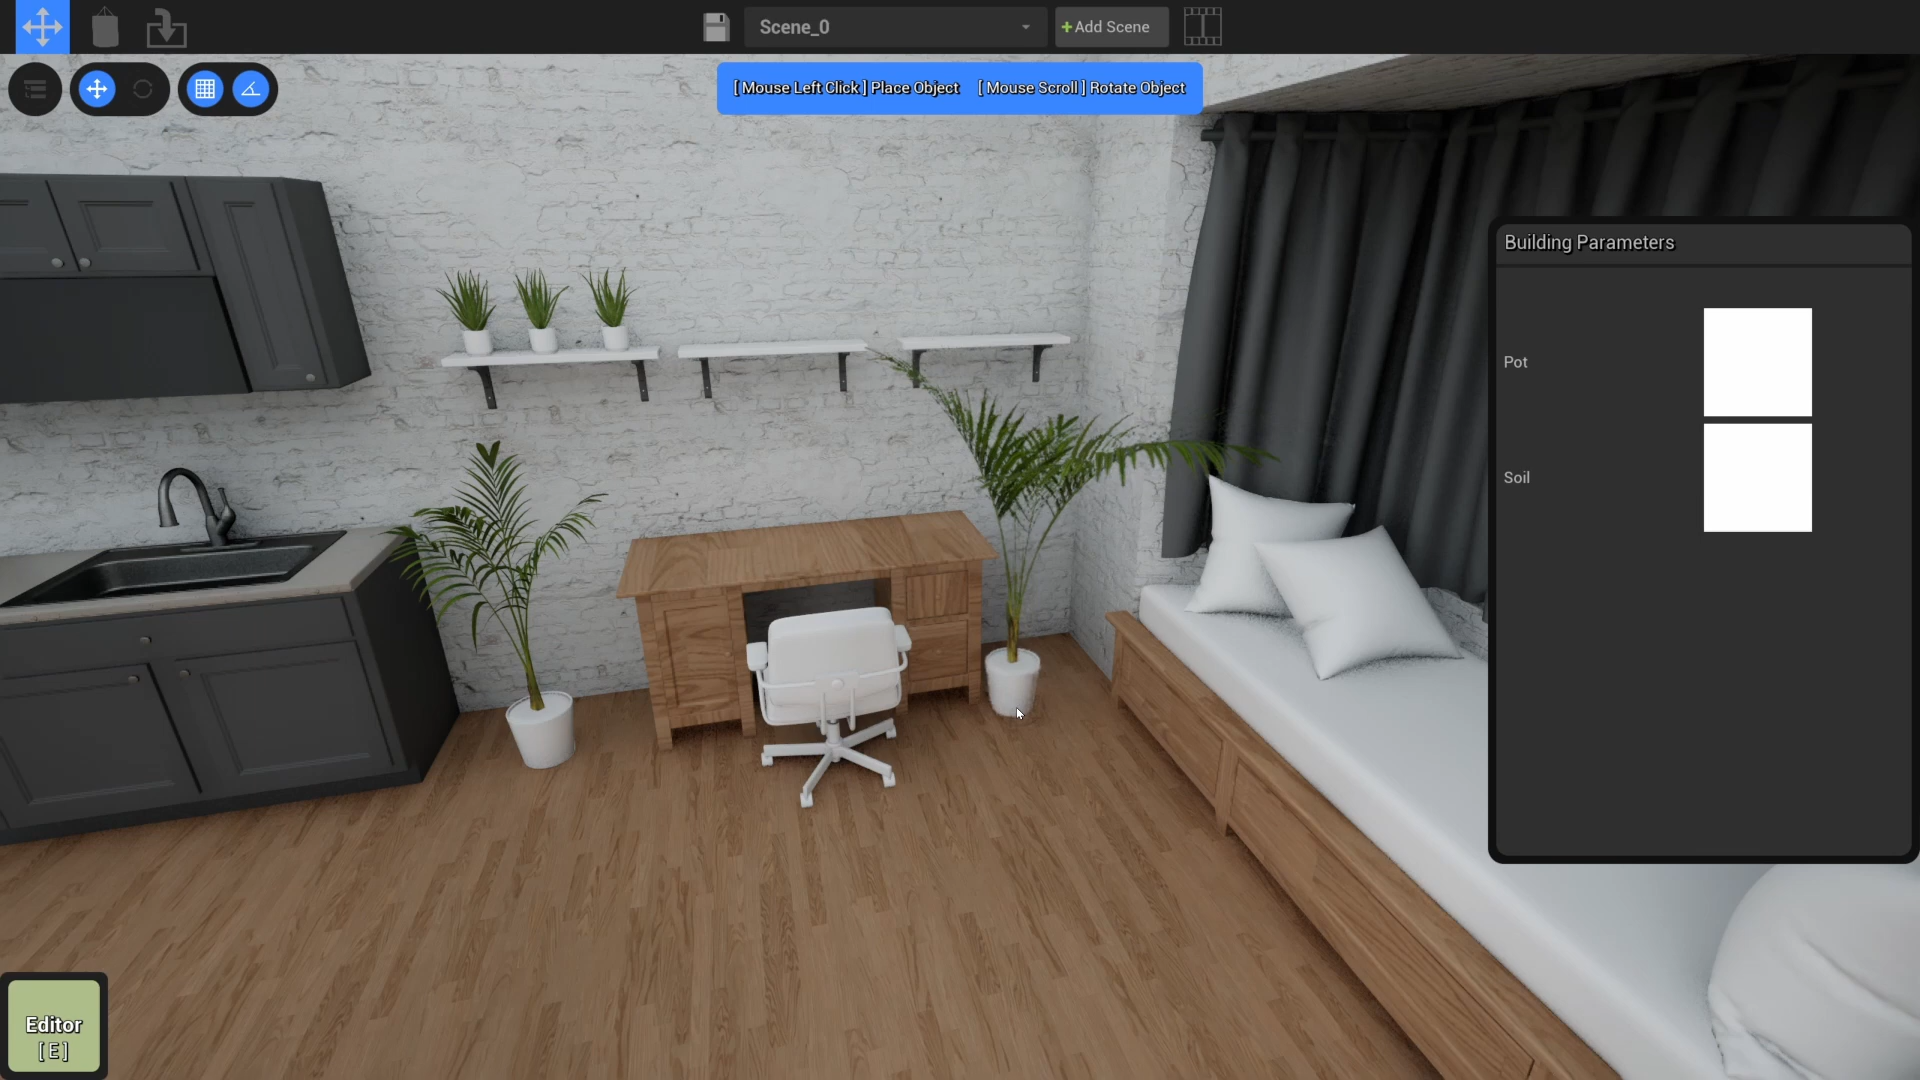 Scene_0
+Add Scene
[ Mouse Left Click ] Place Object [ Mouse Scroll ] Rotate Object
Building Parameters
Pot
Soil
Editor
[ E ]